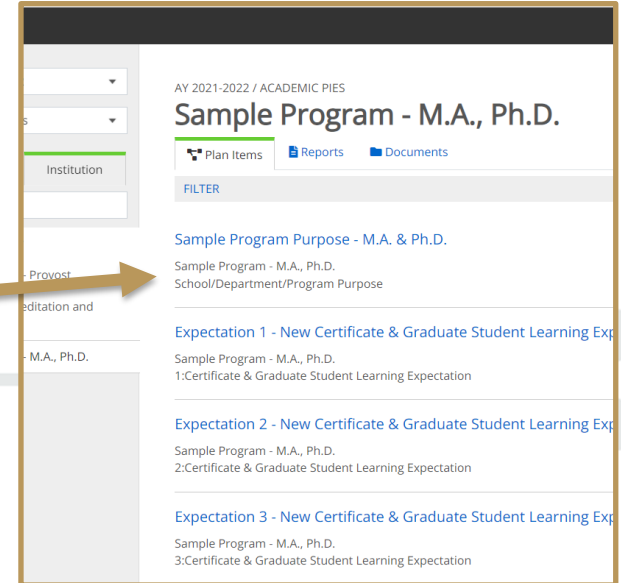 s
Institution
- Provost
editation and
- M.A., Ph.D.
AY 2021-2022 / ACADEMIC PIES
Sample Program - M.A., Ph.D.
Plan Items Reports Documents
FILTER
Sample Program Purpose - M.A. & Ph.D.
Sample Program - M.A., Ph.D.
School/Department/Program Purpose
Expectation 1 - New Certificate & Graduate Student Learning Exp
Sample Program - M.A., Ph.D.
1:Certificate & Graduate Student Learning Expectation
Expectation 2 - New Certificate & Graduate Student Learning Exp
Sample Program - M.A., Ph.D.
2:Certificate & Graduate Student Learning Expectation
Expectation 3 - New Certificate & Graduate Student Learning Exp
Sample Program - M.A., Ph.D.
3:Certificate & Graduate Student Learning Expectation